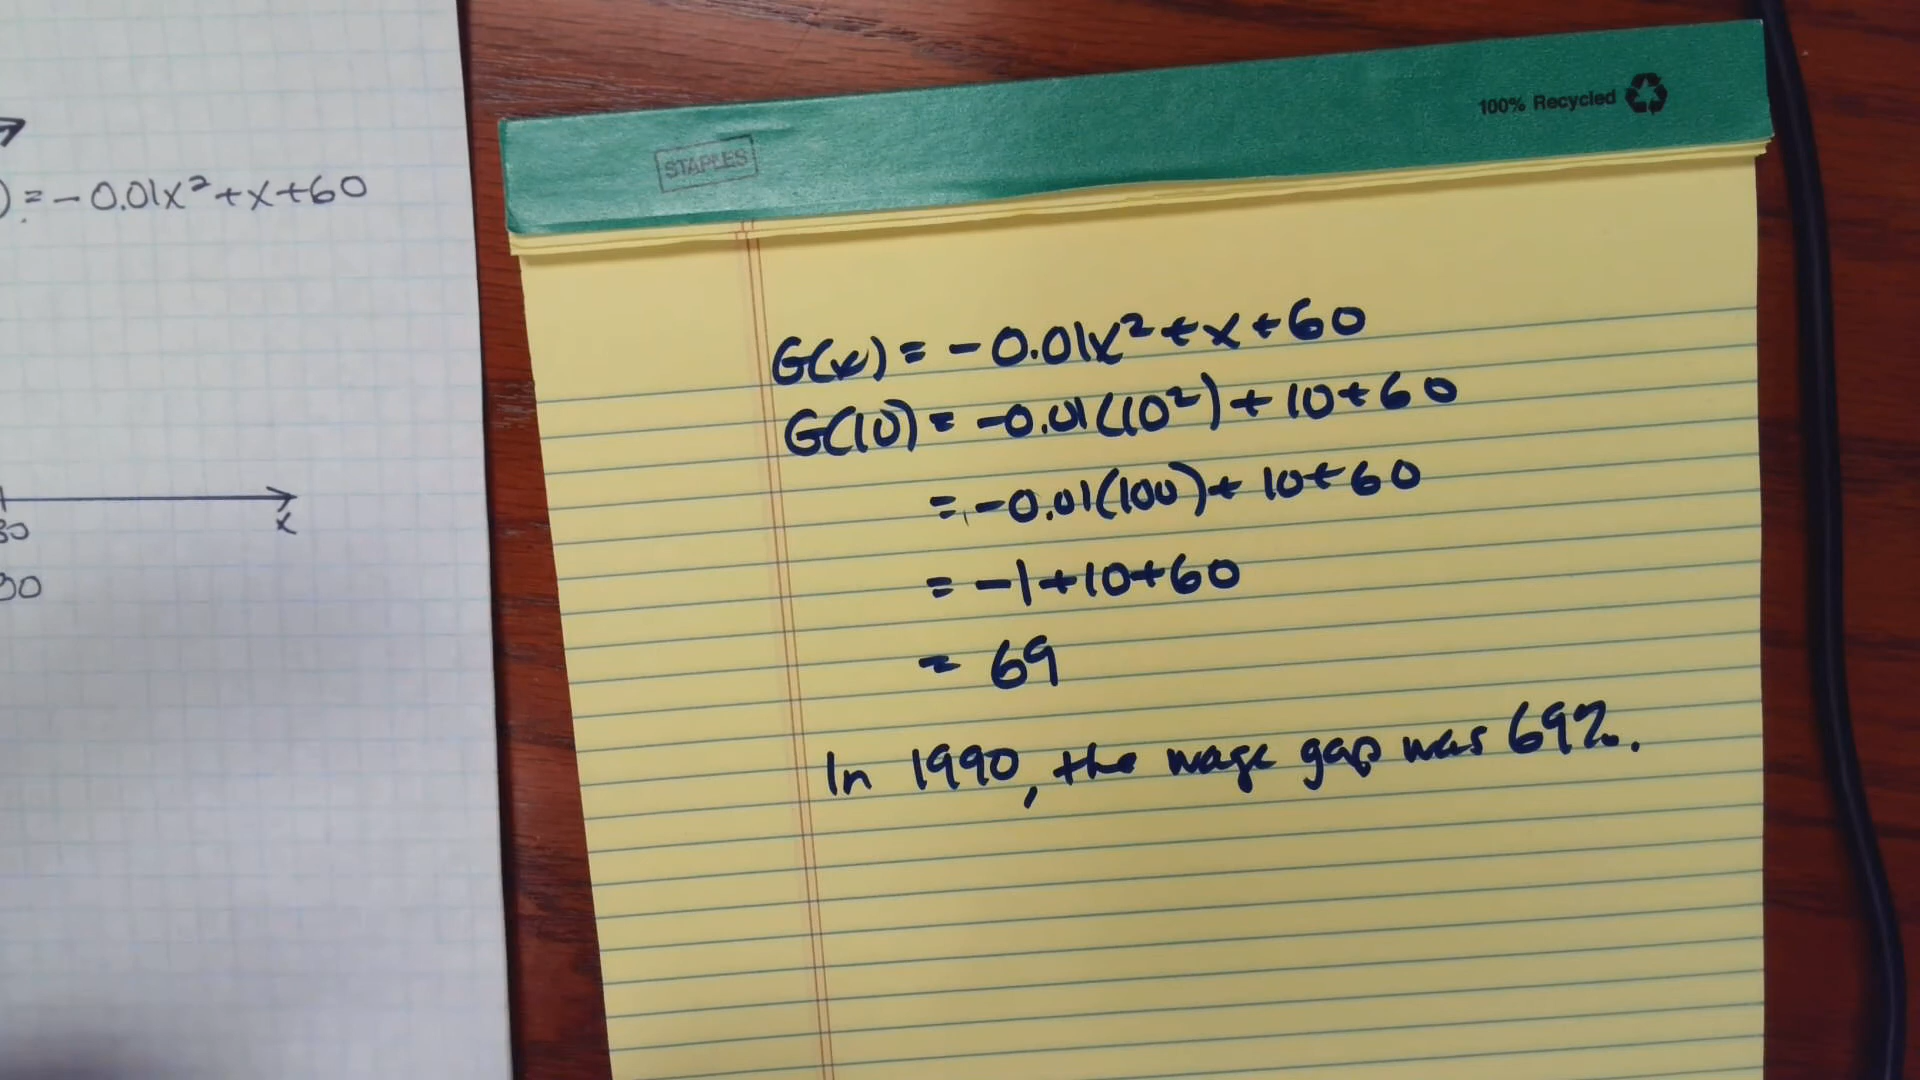 ) = -0.01x² + x + 60
x
30
30
STAPLES
100% Recycled
G(x) = -0.01x² + x + 60
G(10) = -0.01(10²) + 10 + 60
= -0.01(100) + 10 + 60
= -1 + 10 + 60
= 69
In 1990, the wage gap was 69%.